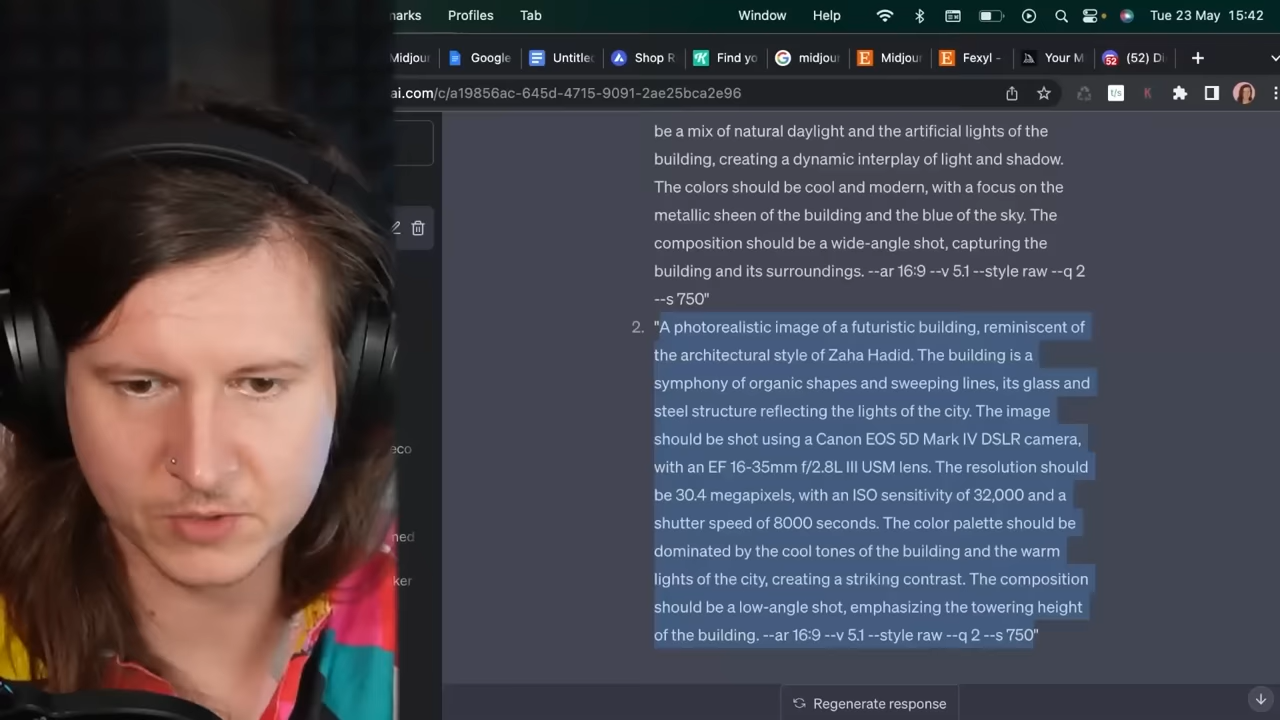 marks Profiles Tab Window Help Tue 23 May 15:42
Midjour Google Untitle Shop R Find yo midjou Midjou Fexyl - Your M 52 (52) Di
ai.com/c/a19856ac-645d-4715-9091-2ae25bca2e96 t/s K
be a mix of natural daylight and the artificial lights of the
building, creating a dynamic interplay of light and shadow.
The colors should be cool and modern, with a focus on the
metallic sheen of the building and the blue of the sky. The
composition should be a wide-angle shot, capturing the
building and its surroundings. --ar 16:9 --v 5.1 --style raw --q 2
--s 750"
2. "A photorealistic image of a futuristic building, reminiscent of
the architectural style of Zaha Hadid. The building is a
symphony of organic shapes and sweeping lines, its glass and
steel structure reflecting the lights of the city. The image
should be shot using a Canon EOS 5D Mark IV DSLR camera,
with an EF 16-35mm f/2.8L III USM lens. The resolution should
be 30.4 megapixels, with an ISO sensitivity of 32,000 and a
shutter speed of 8000 seconds. The color palette should be
dominated by the cool tones of the building and the warm
lights of the city, creating a striking contrast. The composition
should be a low-angle shot, emphasizing the towering height
of the building. --ar 16:9 --v 5.1 --style raw --q 2 --s 750"
eco
ned
ker
Regenerate response